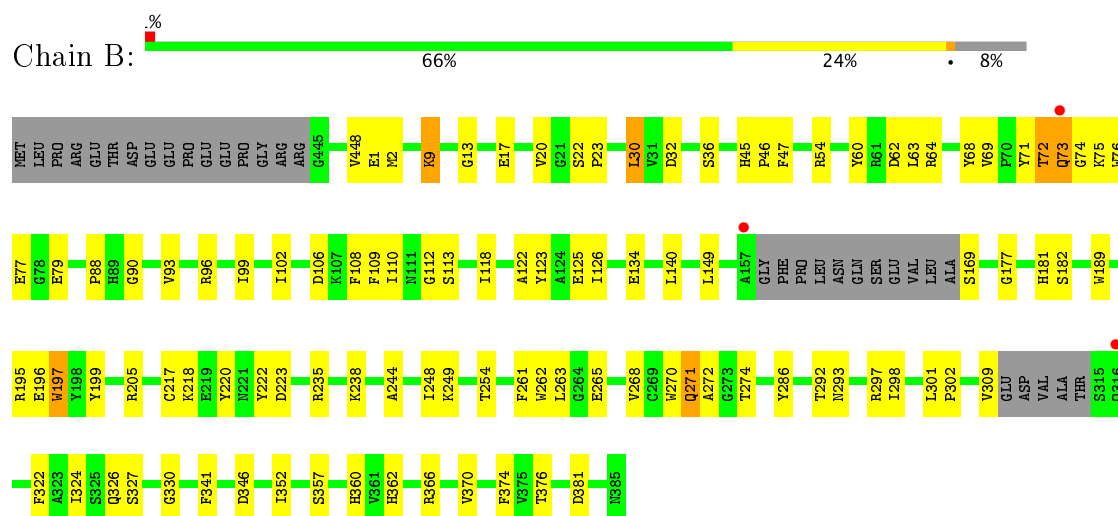 .%
Chain B:
66% 24% • 8%
MET LEU PRO ARG GLU THR ASP GLU GLU PRO GLU GLU PRO GLY ARG ARG G445 V448 E1 M2 K9 G13 E17 V20 G21 S22 P23 L30 V31 D32 S36 H45 P46 F47 R54 Y60 R61 D62 L63 R64 Y68 V69 P70 Y71 T72 Q73 G74 K75 W76
E77 G78 E79 P88 H89 G90 V93 R96 I99 I102 D106 K107 F108 F109 I110 N111 G112 S113 I118 A122 Y123 A124 E125 I126 E134 L140 L149 A157 GLY PHE PRO LEU ASN GLN SER GLU VAL LEU ALA S169 G177 H181 S182 W189
R195 E196 W197 Y198 Y199 R205 C217 K218 E219 Y220 N221 Y222 D223 R235 K238 A244 I248 K249 T254 F261 W262 L263 G264 E265 V268 C269 W270 Q271 A272 G273 T274 Y286 T292 N293 R297 I298 L301 P302 V309 GLU ASP VAL ALA THR S315 Q316
F322 A323 I324 S325 Q326 S327 G330 F341 D346 I352 S357 H360 V361 H362 R366 V370 F374 V375 T376 D381 N385